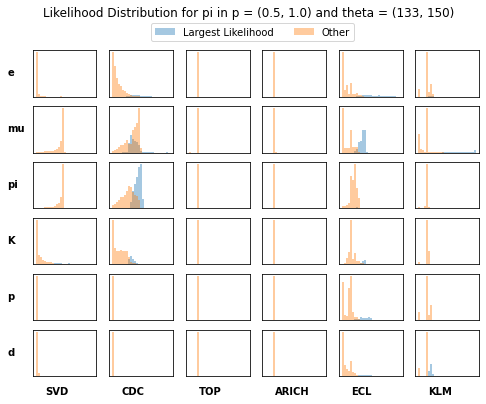 Likelihood Distribution for pi in p = (0.5, 1.0) and theta = (133, 150)
Largest Likelihood Other
e
mu
pi
K
p
d
SVD CDC TOP ARICH ECL KLM